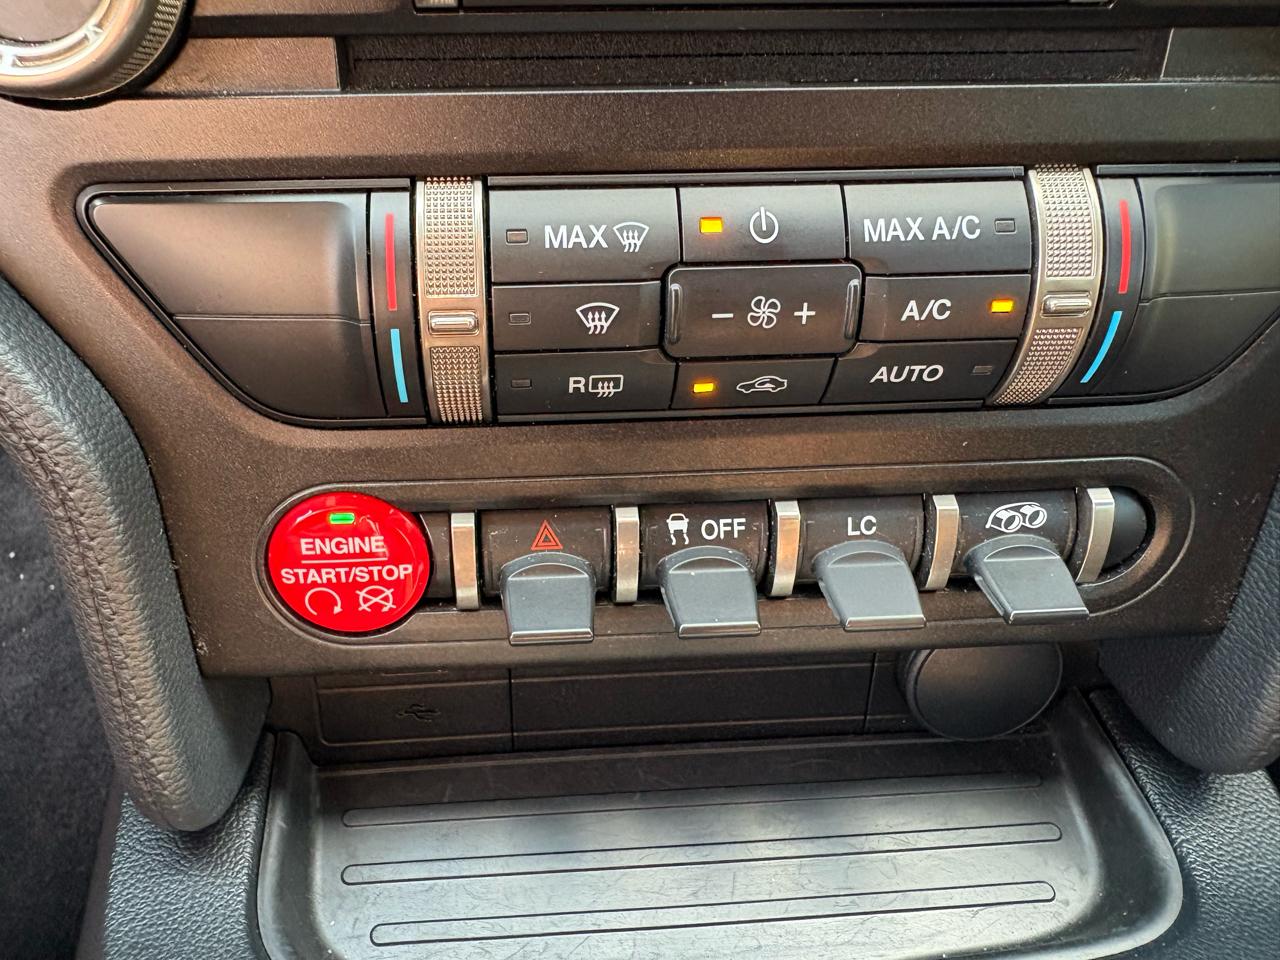 MAX
MAX A/C
A/C
- +
R
AUTO
ENGINE
START/STOP
OFF
LC